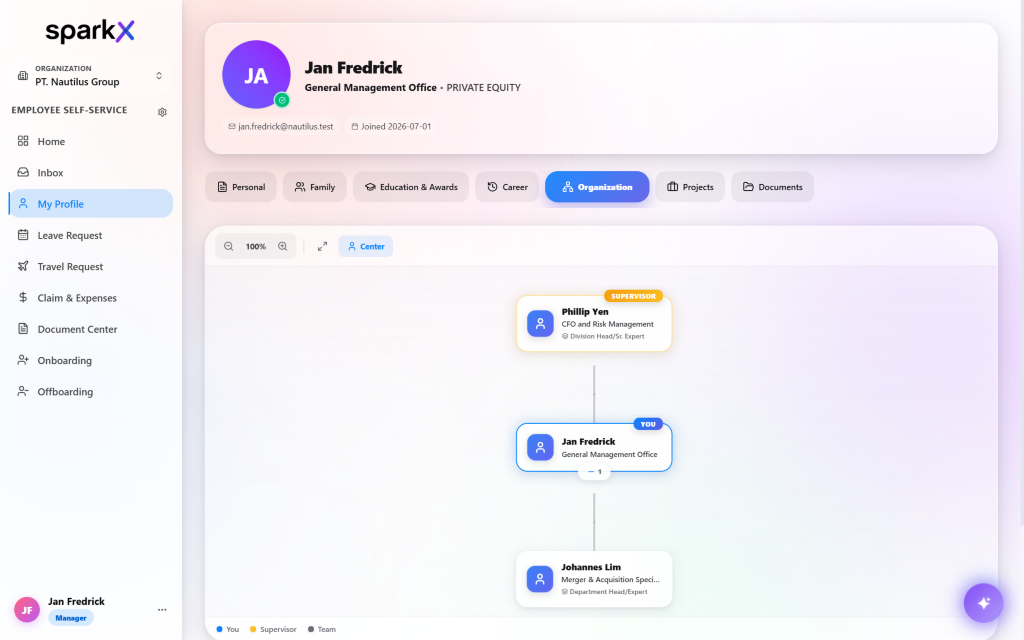 sparkX
ORGANIZATION
PT. Nautilus Group
EMPLOYEE SELF-SERVICE
Home
Inbox
My Profile
Leave Request
Travel Request
Claim & Expenses
Document Center
Onboarding
Offboarding
JF
Jan Fredrick
Manager
JA
Jan Fredrick
General Management Office • PRIVATE EQUITY
jan.fredrick@nautilus.test
Joined 2026-07-01
Personal
Family
Education & Awards
Career
Organization
Projects
Documents
100%
Center
SUPERVISOR
Phillip Yen
CFO and Risk Management
Division Head/Sr. Expert
YOU
Jan Fredrick
General Management Office
— 1
Johannes Lim
Merger & Acquisition Speci...
Department Head/Expert
You
Supervisor
Team